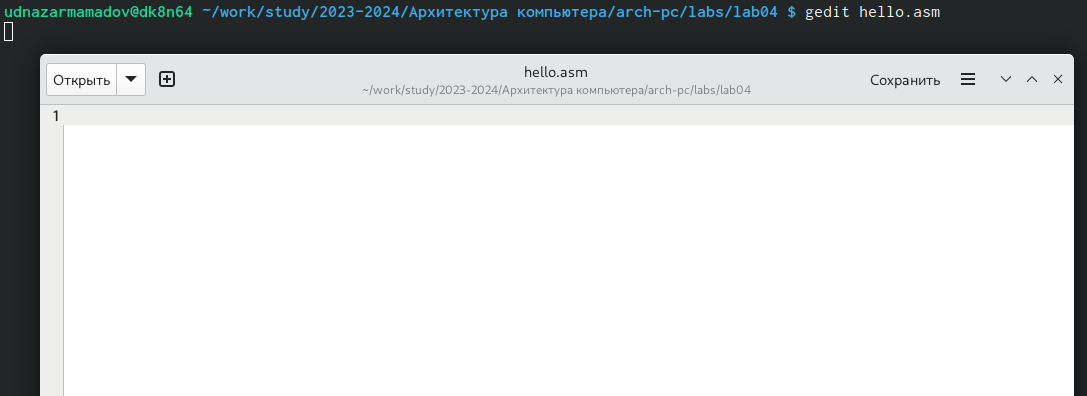 udnazarmamadov@dk8n64 ~/work/study/2023-2024/Архитектура компьютера/arch-pc/labs/lab04 $ gedit hello.asm
Открыть
hello.asm
~/work/study/2023-2024/Архитектура компьютера/arch-pc/labs/lab04
Сохранить
1